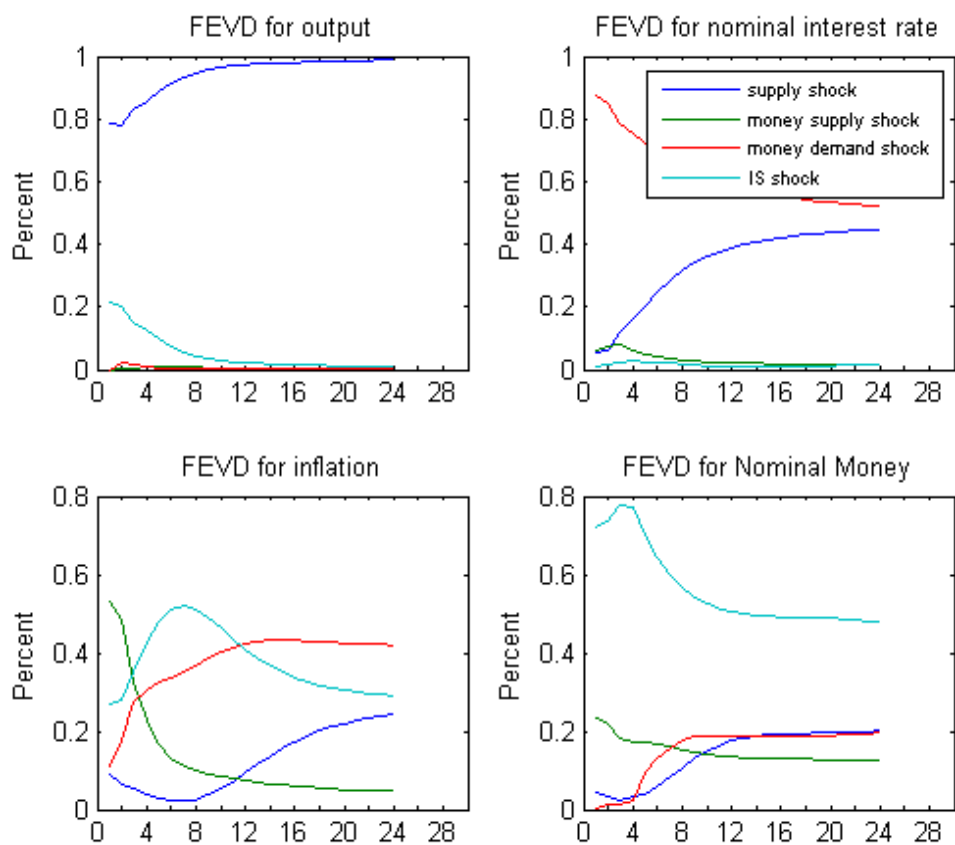 FEVD for output
Percent
1
0.8
0.6
0.4
0.2
0
0 4 8 12 16 20 24 28
FEVD for nominal interest rate
Percent
1
0.8
0.6
0.4
0.2
0
0 4 8 12 16 20 24 28
supply shock
money supply shock
money demand shock
IS shock
FEVD for inflation
Percent
0.8
0.6
0.4
0.2
0
0 4 8 12 16 20 24 28
FEVD for Nominal Money
Percent
0.8
0.6
0.4
0.2
0
0 4 8 12 16 20 24 28